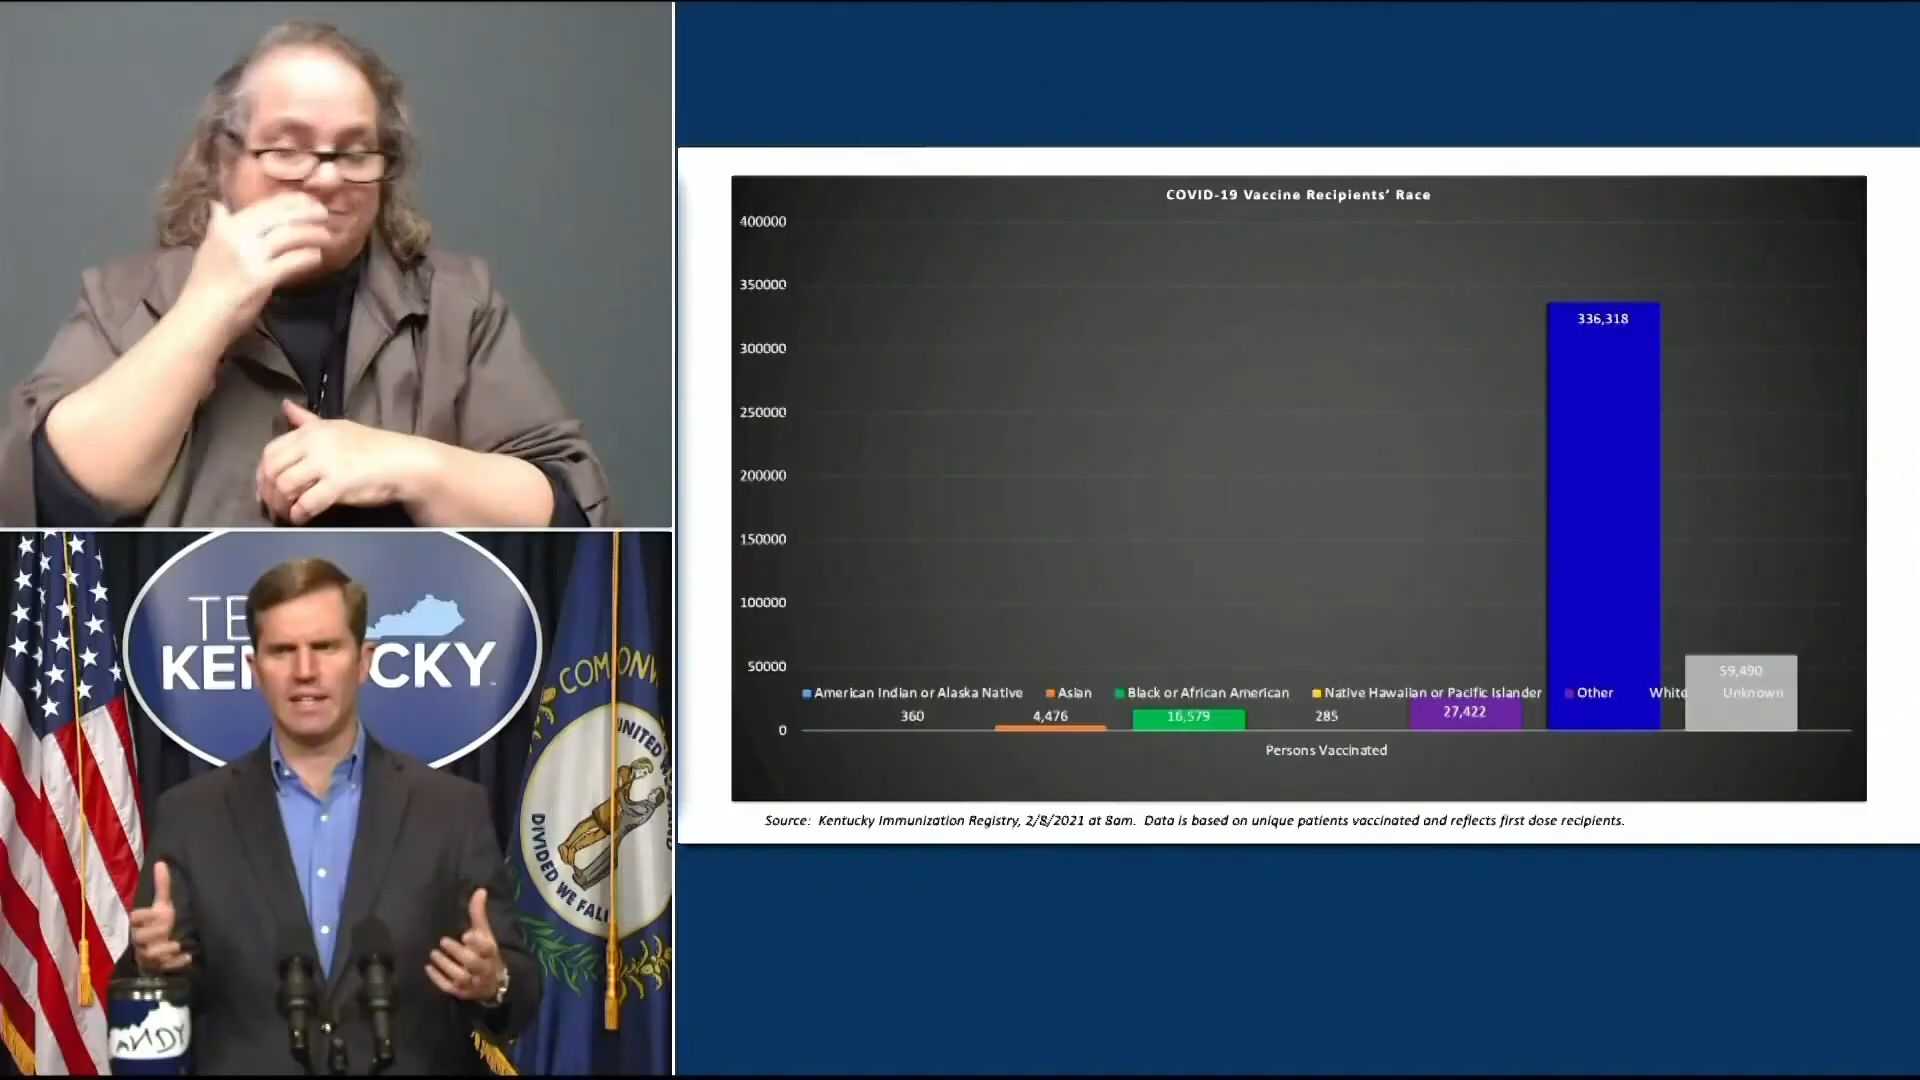 TE
KEN CKY
COMMONW
UNITED W
DIVIDED WE FALL
ANDY
COVID-19 Vaccine Recipients' Race
400000
350000
300000
250000
200000
150000
100000
50000
0
336,318
59,490
American Indian or Alaska Native Asian Black or African American Native Hawaiian or Pacific Islander Other White Unknown
360 4,476 16,579 285 27,422
Persons Vaccinated
Source: Kentucky Immunization Registry, 2/8/2021 at 8am. Data is based on unique patients vaccinated and reflects first dose recipients.